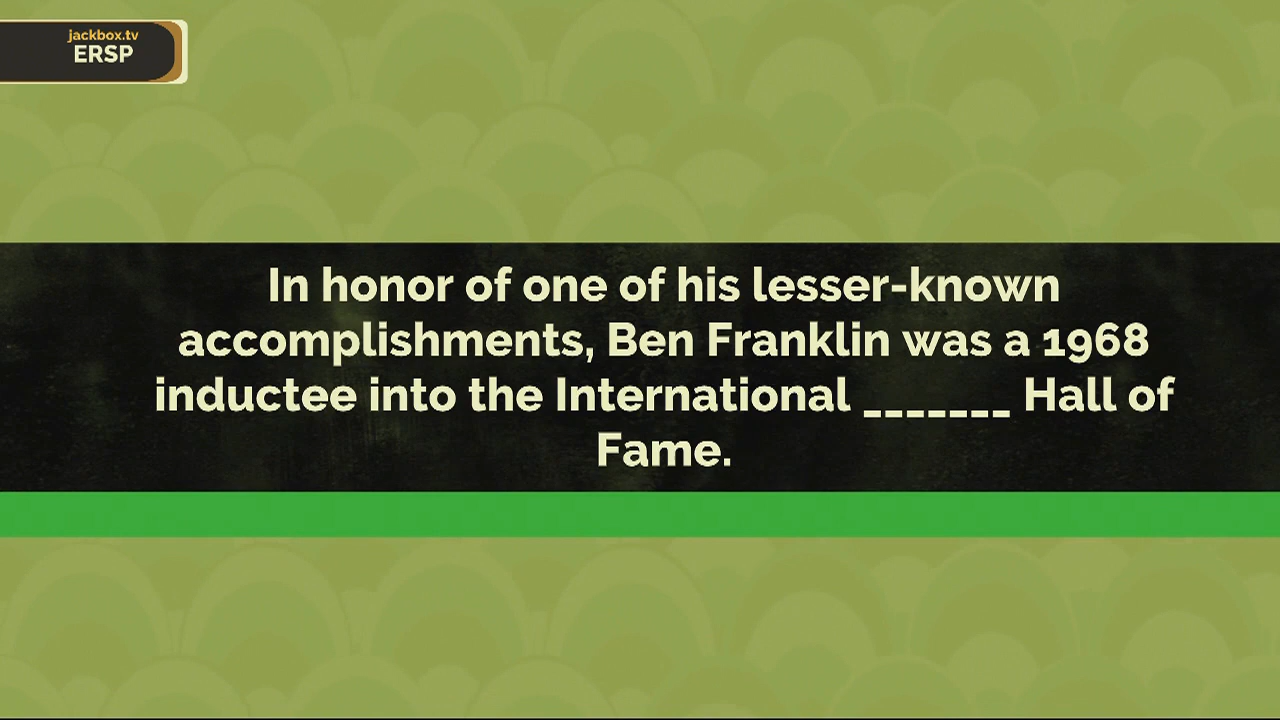 jackbox.tv
ERSP
In honor of one of his lesser-known
accomplishments, Ben Franklin was a 1968
inductee into the International _______ Hall of
Fame.